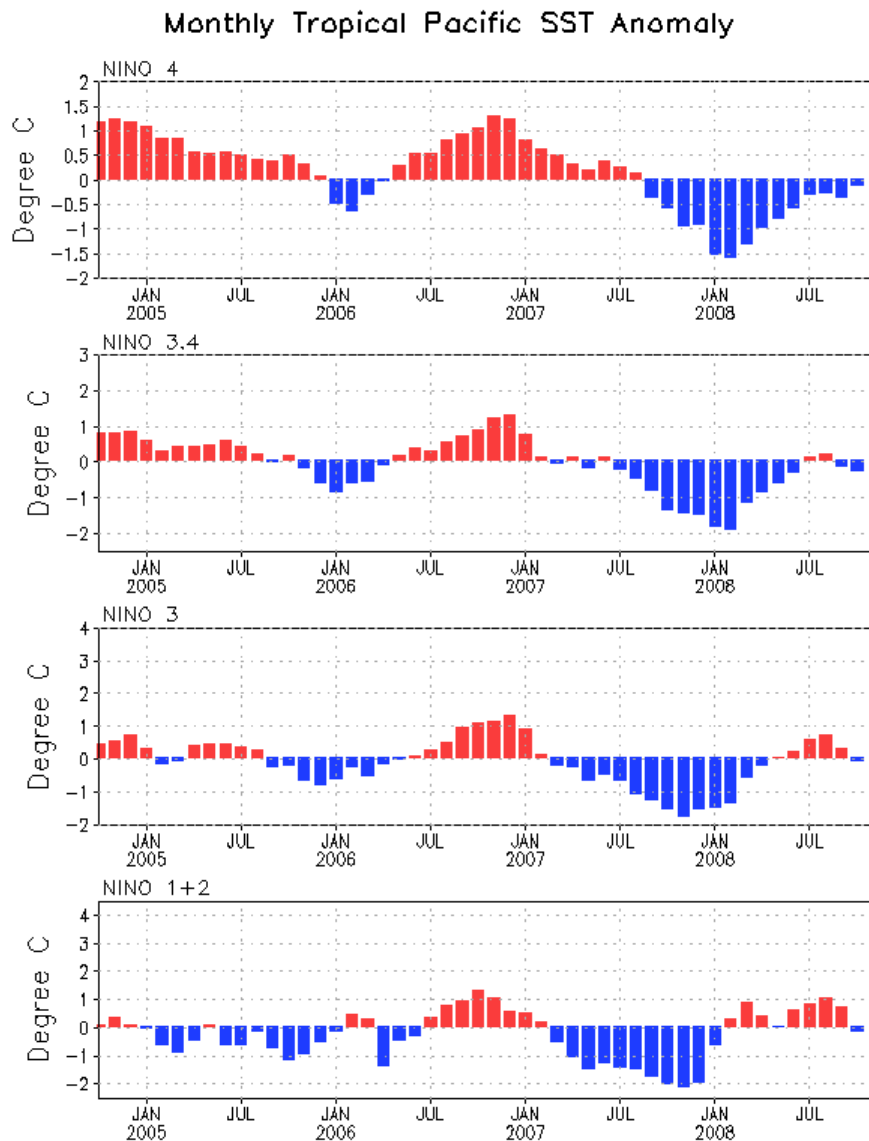 Monthly Tropical Pacific SST Anomaly
NINO 4
Degree C
2
1.5
1
0.5
0
−0.5
−1
−1.5
−2
JAN JUL JAN JUL JAN JUL JAN JUL
2005 2006 2007 2008
NINO 3.4
Degree C
3
2
1
0
−1
−2
JAN JUL JAN JUL JAN JUL JAN JUL
2005 2006 2007 2008
NINO 3
Degree C
4
3
2
1
0
−1
−2
JAN JUL JAN JUL JAN JUL JAN JUL
2005 2006 2007 2008
NINO 1+2
Degree C
4
3
2
1
0
−1
−2
JAN JUL JAN JUL JAN JUL JAN JUL
2005 2006 2007 2008